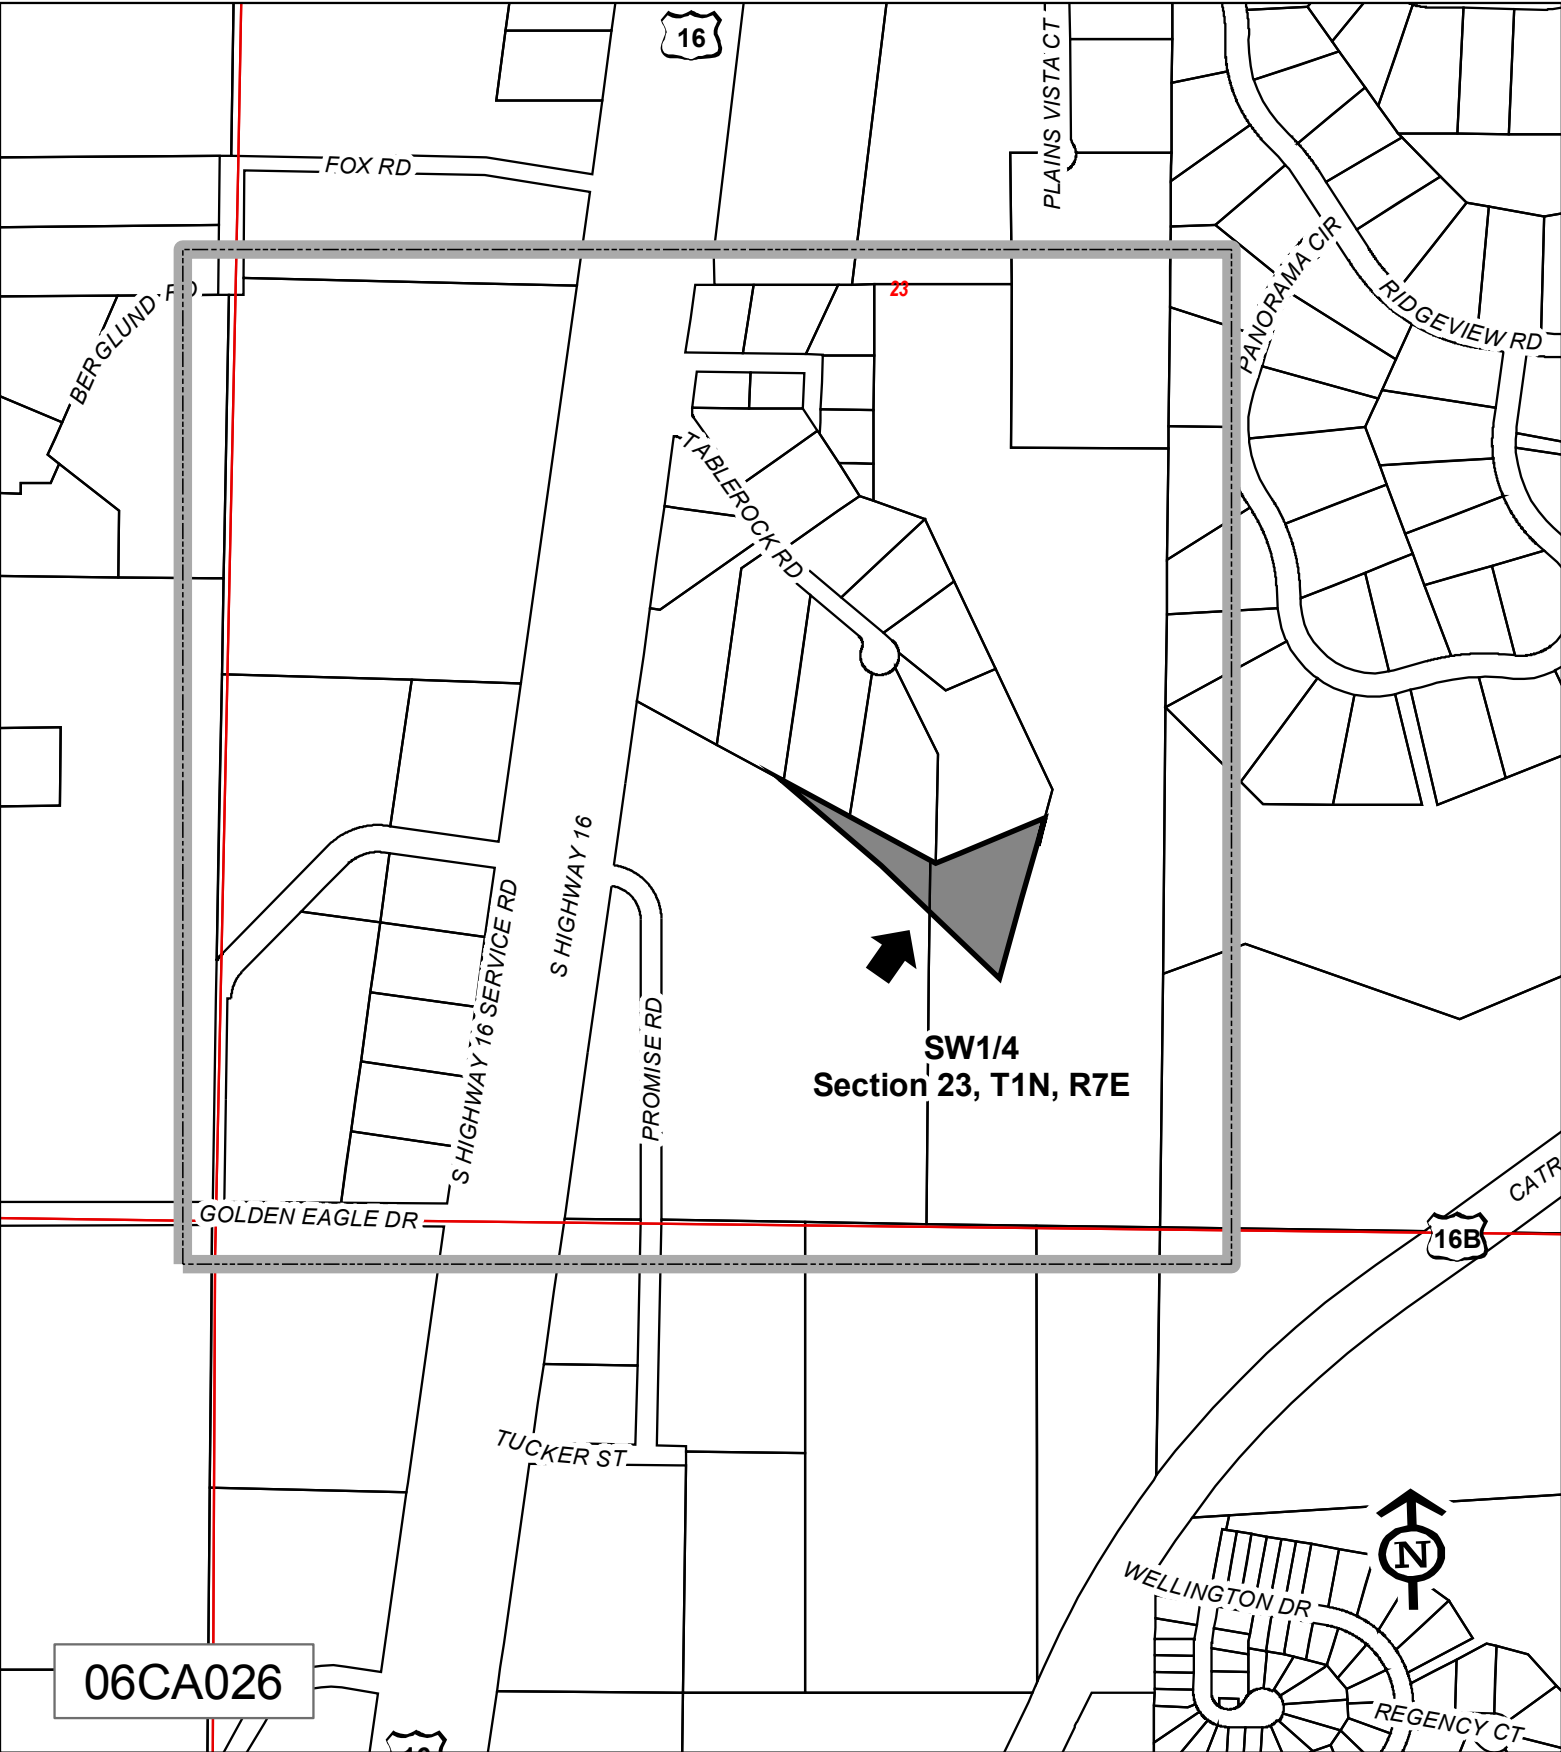 16
PLAINS VISTA CT
FOX RD
PANORAMA CIR
23
BERGLUND RD
RIDGEVIEW RD
TABLEROCK RD
S HIGHWAY 16
S HIGHWAY 16 SERVICE RD
PROMISE RD
SW1/4
Section 23, T1N, R7E
CATR
GOLDEN EAGLE DR
16B
TUCKER ST
N
WELLINGTON DR
06CA026
REGENCY CT